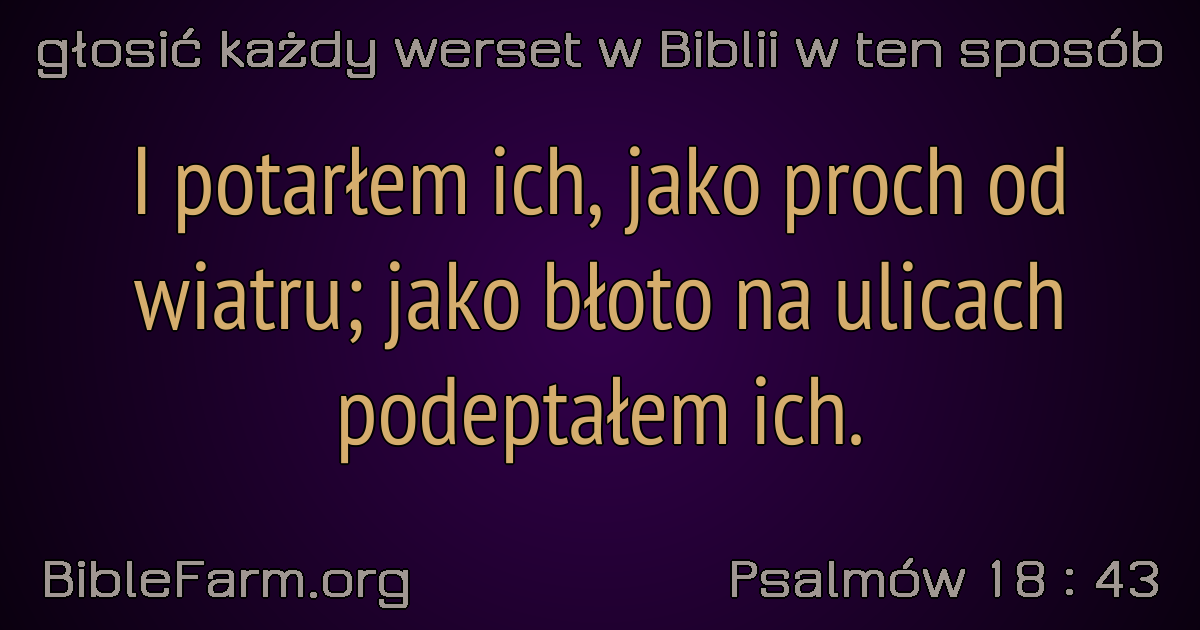 głosić każdy werset w Biblii w ten sposób
I potarłem ich, jako proch od
wiatru; jako błoto na ulicach
podeptałem ich.
BibleFarm.org
Psalmów 18 : 43